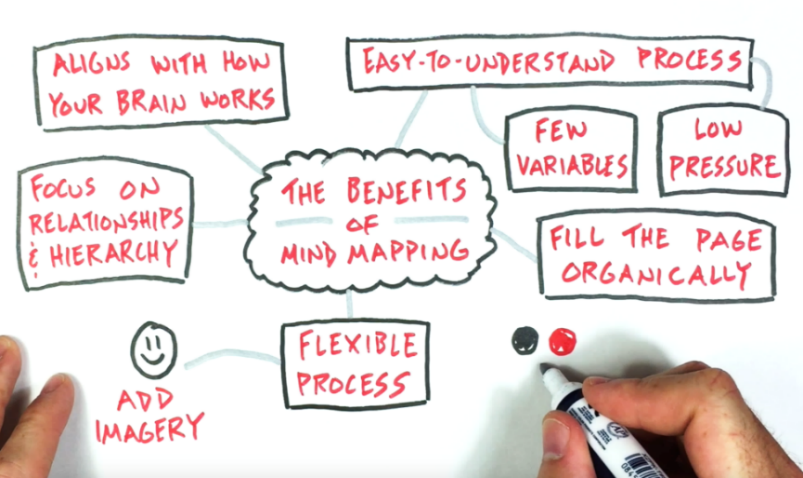 ALIGNS WITH HOW
YOUR BRAIN WORKS
EASY-TO-UNDERSTAND PROCESS
FEW
VARIABLES
LOW
PRESSURE
FOCUS ON
RELATIONSHIPS
& HIERARCHY
THE BENEFITS
OF
MIND MAPPING
FILL THE PAGE
ORGANICALLY
FLEXIBLE
PROCESS
ADD
IMAGERY